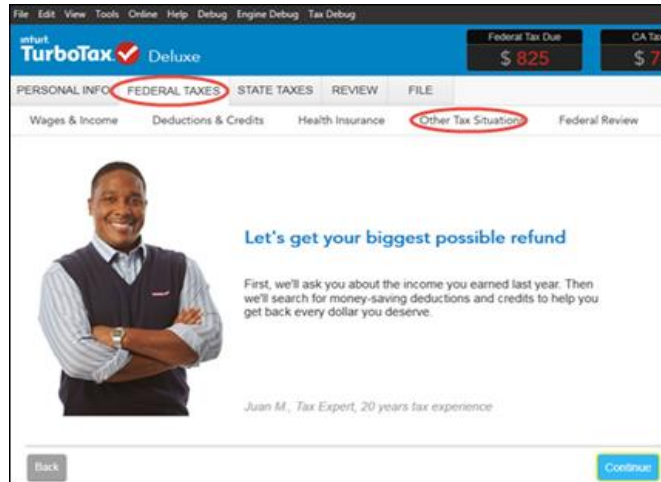 File Edit View Tools Online Help Debug Engine Debug Tax Debug
intuit
TurboTax Deluxe
Federal Tax Due
CA Tax
$ 825
$ 7
PERSONAL INFO FEDERAL TAXES STATE TAXES REVIEW FILE
Wages & Income Deductions & Credits Health Insurance Other Tax Situations Federal Review
Let's get your biggest possible refund
First, we'll ask you about the income you earned last year. Then
we'll search for money-saving deductions and credits to help you
get back every dollar you deserve.
Juan M., Tax Expert, 20 years tax experience
Back
Continue